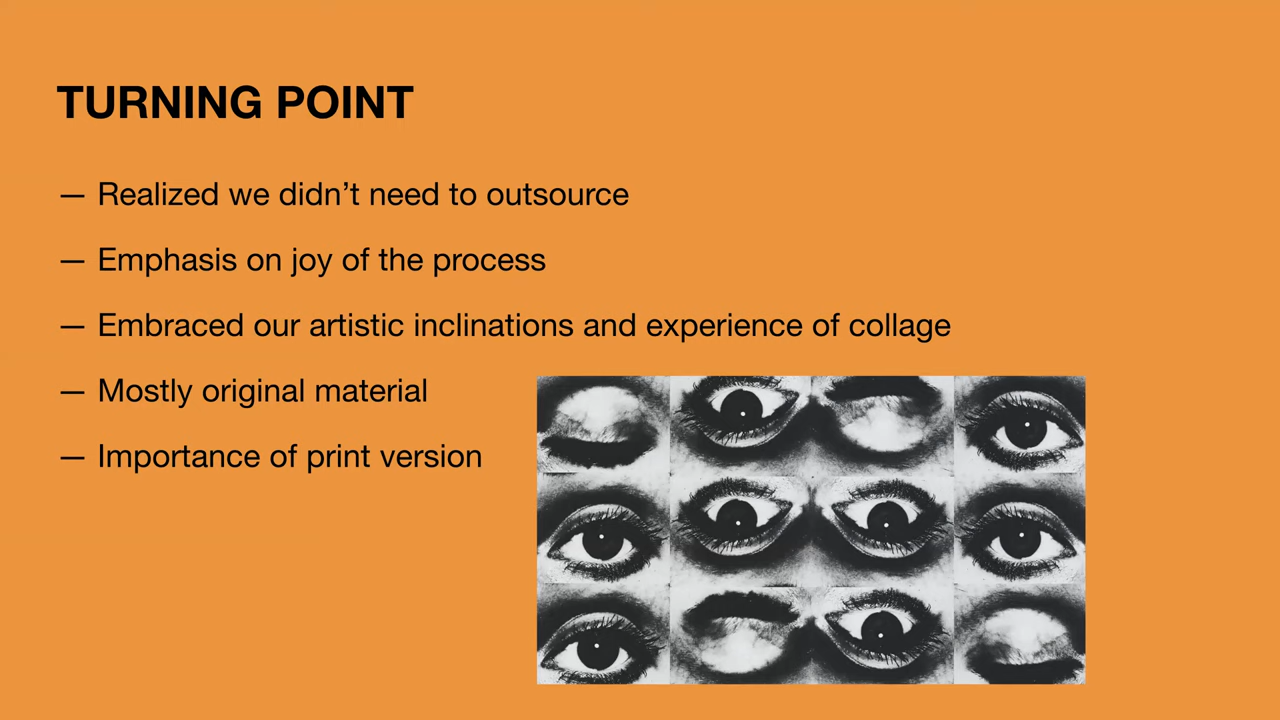 TURNING POINT
— Realized we didn’t need to outsource
— Emphasis on joy of the process
— Embraced our artistic inclinations and experience of collage
— Mostly original material
— Importance of print version